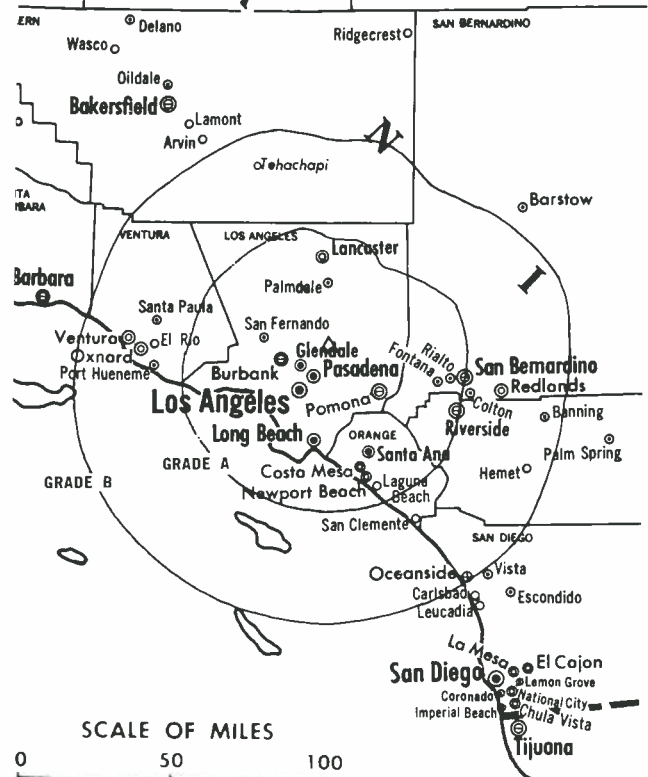 ERN
Delano
SAN BERNARDINO
Wasco
Ridgecrest
Oildale
Bakersfield
Lamont
Arvin
N
Tehachapi
Barstow
TA
BARA
VENTURA
LOS ANGELES
Lancaster
I
Barbara
Palmdale
Santa Paula
San Fernando
Ventura
El Rio
Oxnard
Glendale
Rialto
Port Hueneme
Burbank
Pasadena
Fontana
San Bernardino
Redlands
Los Angeles
Pomona
Colton
Banning
Riverside
Long Beach
ORANGE
Palm Spring
GRADE A
Santa Ana
Costa Mesa
Hemet
GRADE B
Newport Beach
Laguna
Beach
San Clemente
SAN DIEGO
Oceanside
Vista
Carlsbad
Escondido
Leucadia
La Mesa
El Cajon
San Diego
Lemon Grove
Coronado
National City
Imperial Beach
Chula Vista
Tijuana
SCALE OF MILES
0 50 100